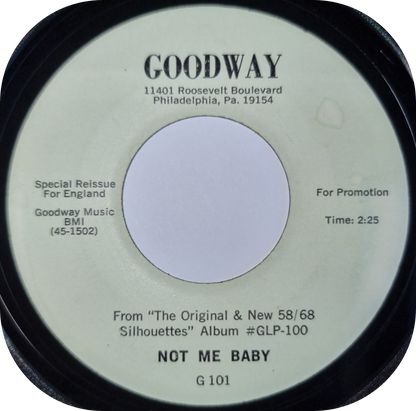 GOODWAY
11401 Roosevelt Boulevard
Philadelphia, Pa. 19154
Special Reissue
For England
Goodway Music
BMI
(45-1502)
For Promotion
Time: 2:25
From "The Original & New 58/68
Silhouettes" Album #GLP-100
NOT ME BABY
G 101